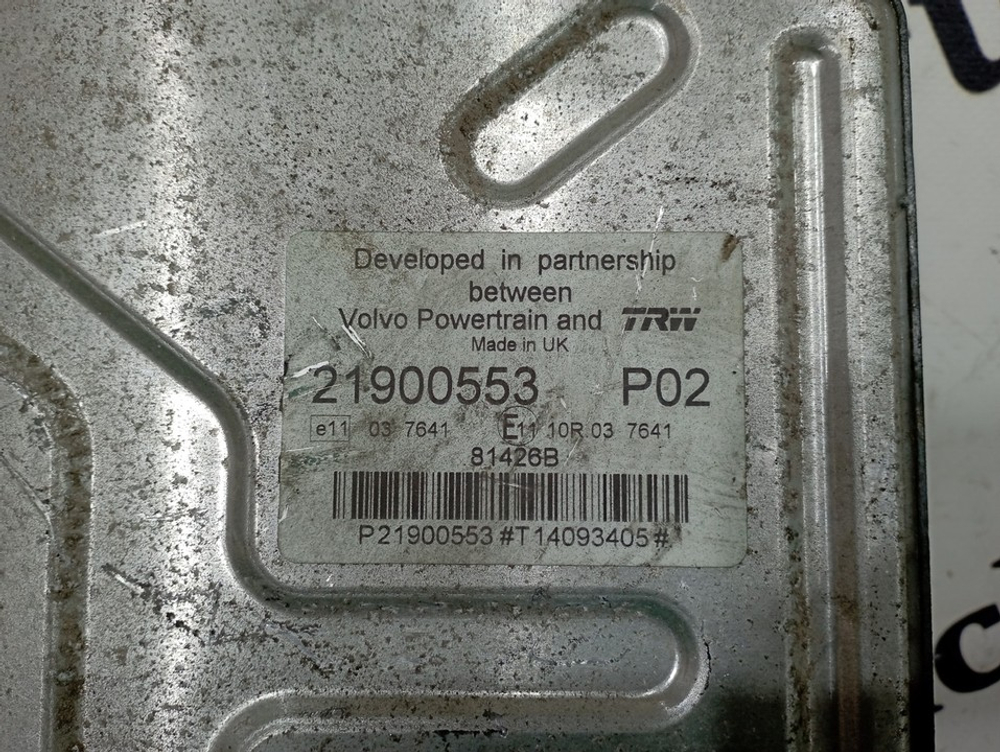 Developed in partnership
between
Volvo Powertrain and TRW
Made in UK
21900553 P02
e11 03 7641 E11 10R 03 7641
81426B
P21900553#T14093405#